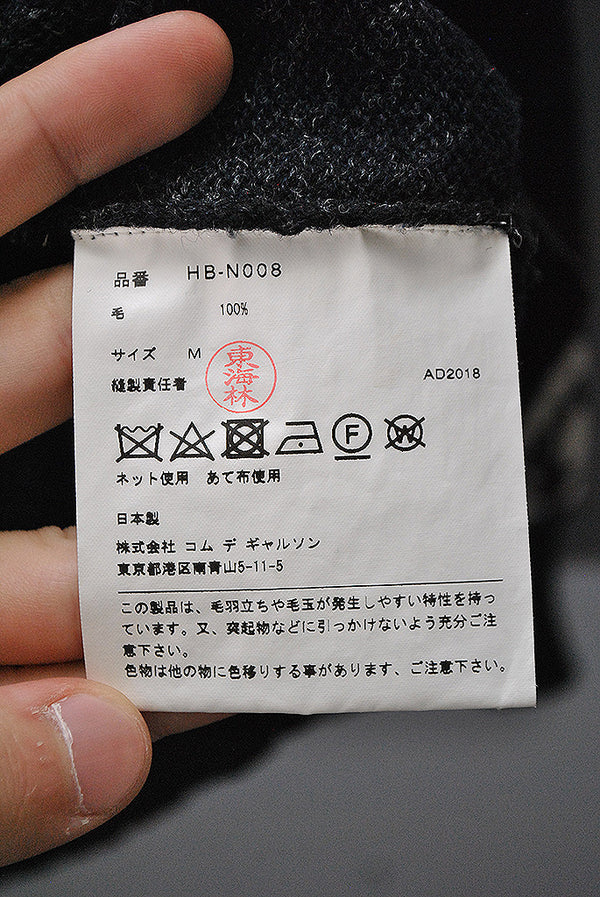 品番 HB-N008
毛 100%
サイズ M
縫製責任者 東海林
AD2018
F W
ネット使用 あて布使用
日本製
株式会社 コム デ ギャルソン
東京都港区南青山5-11-5
この製品は、毛羽立ちや毛玉が発生しやすい特性を持っ
ています。又、突起物などに引っかけないよう充分ご注
意下さい。
色物は他の物に色移りする事があります、ご注意下さい。